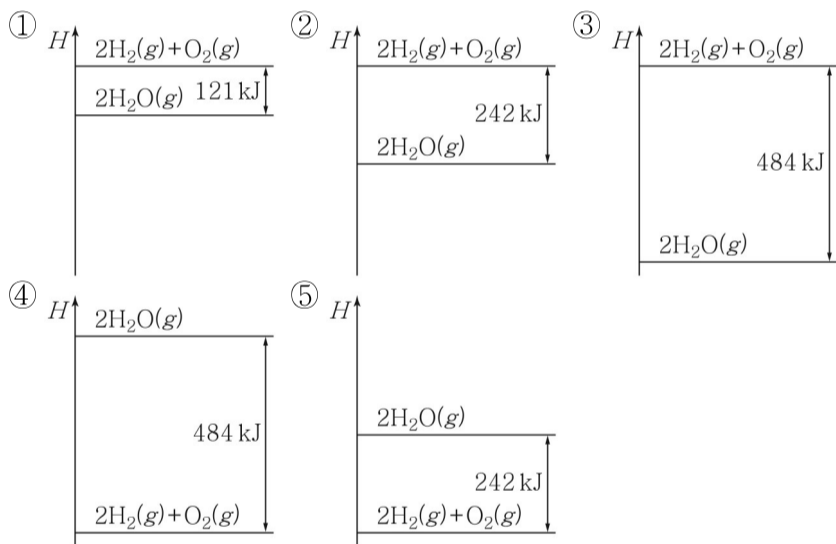 ① H 2H₂(g)+O₂(g)
2H₂O(g) 121 kJ
② H 2H₂(g)+O₂(g)
242 kJ
2H₂O(g)
③ H 2H₂(g)+O₂(g)
484 kJ
2H₂O(g)
④ H 2H₂O(g)
484 kJ
2H₂(g)+O₂(g)
⑤ H
2H₂O(g)
242 kJ
2H₂(g)+O₂(g)